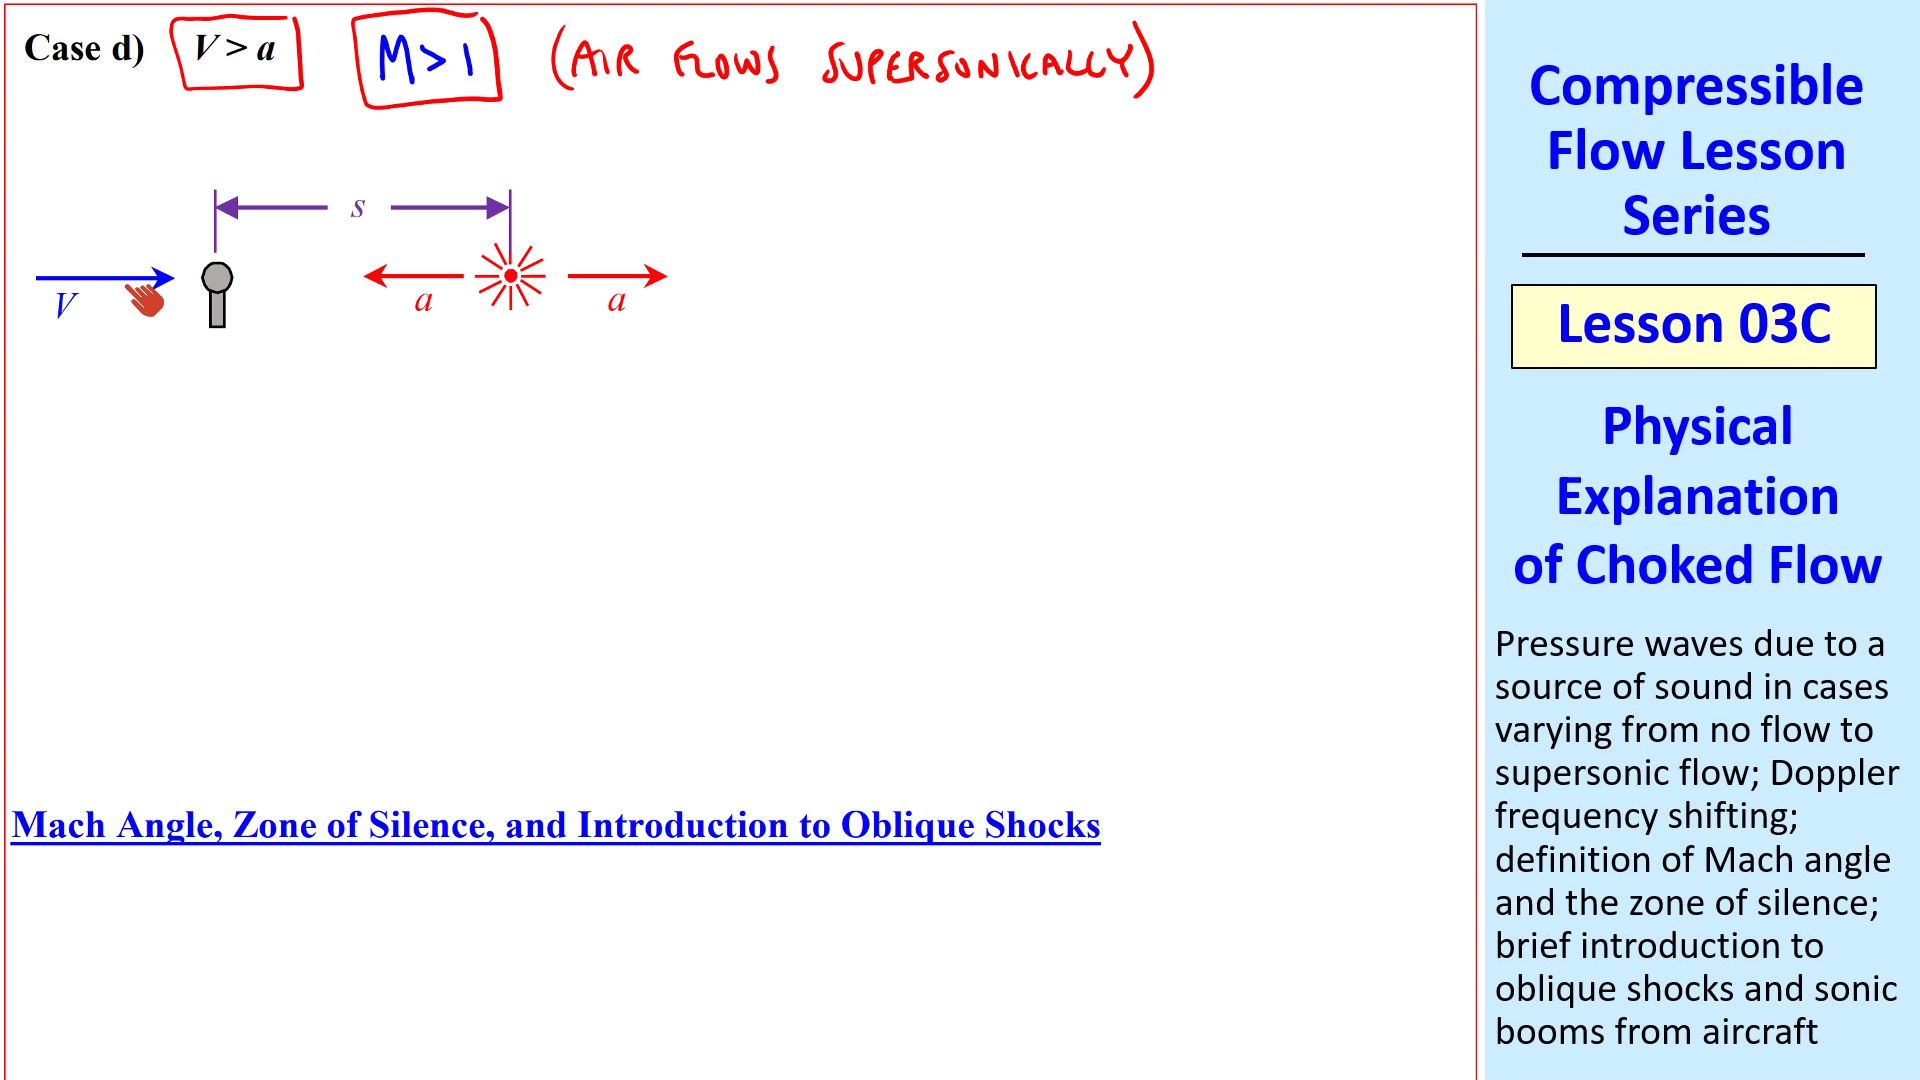 Case d) V > a M > 1 (AIR FLOWS SUPERSONICALLY)
s
V
a
a
Mach Angle, Zone of Silence, and Introduction to Oblique Shocks
Compressible
Flow Lesson
Series
Lesson 03C
Physical
Explanation
of Choked Flow
Pressure waves due to a
source of sound in cases
varying from no flow to
supersonic flow; Doppler
frequency shifting;
definition of Mach angle
and the zone of silence;
brief introduction to
oblique shocks and sonic
booms from aircraft